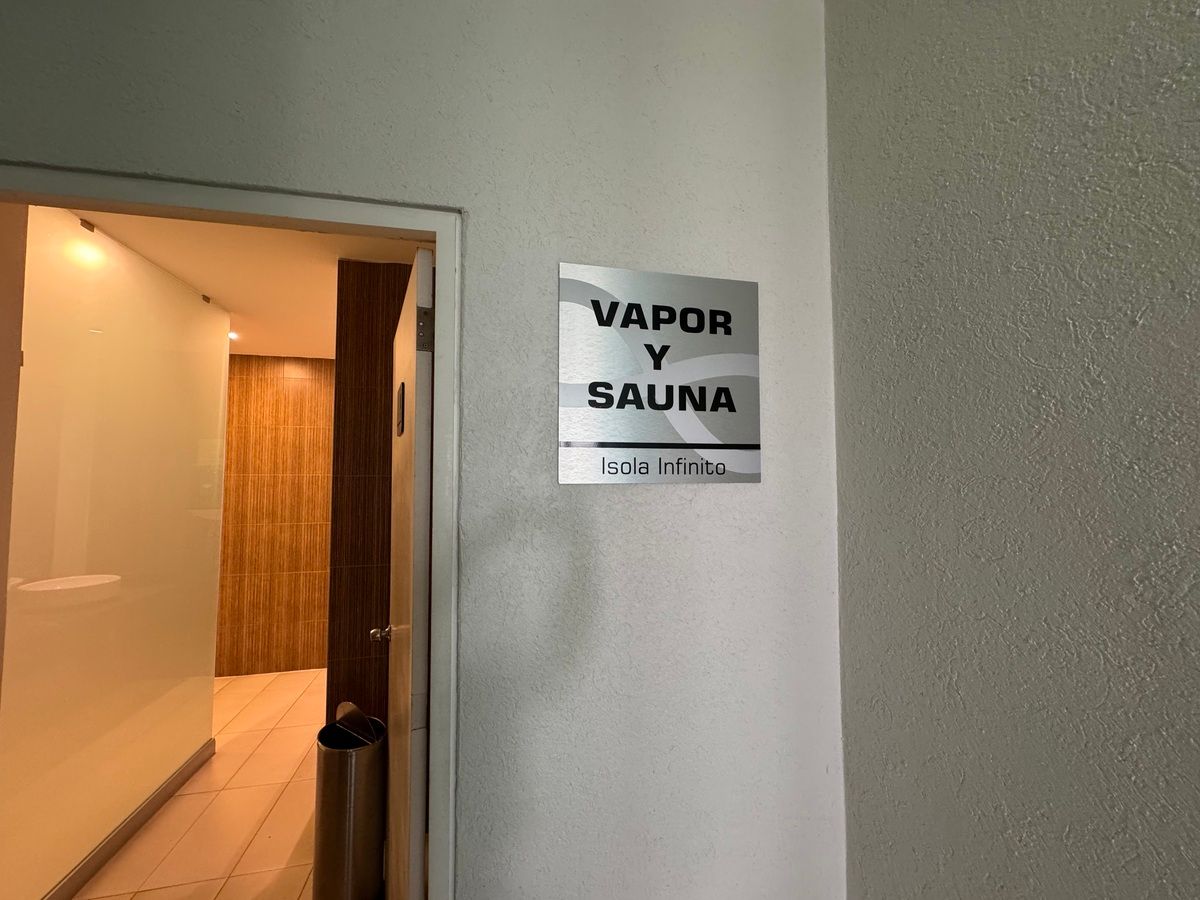 VAPOR
Y
SAUNA
Isola Infinito